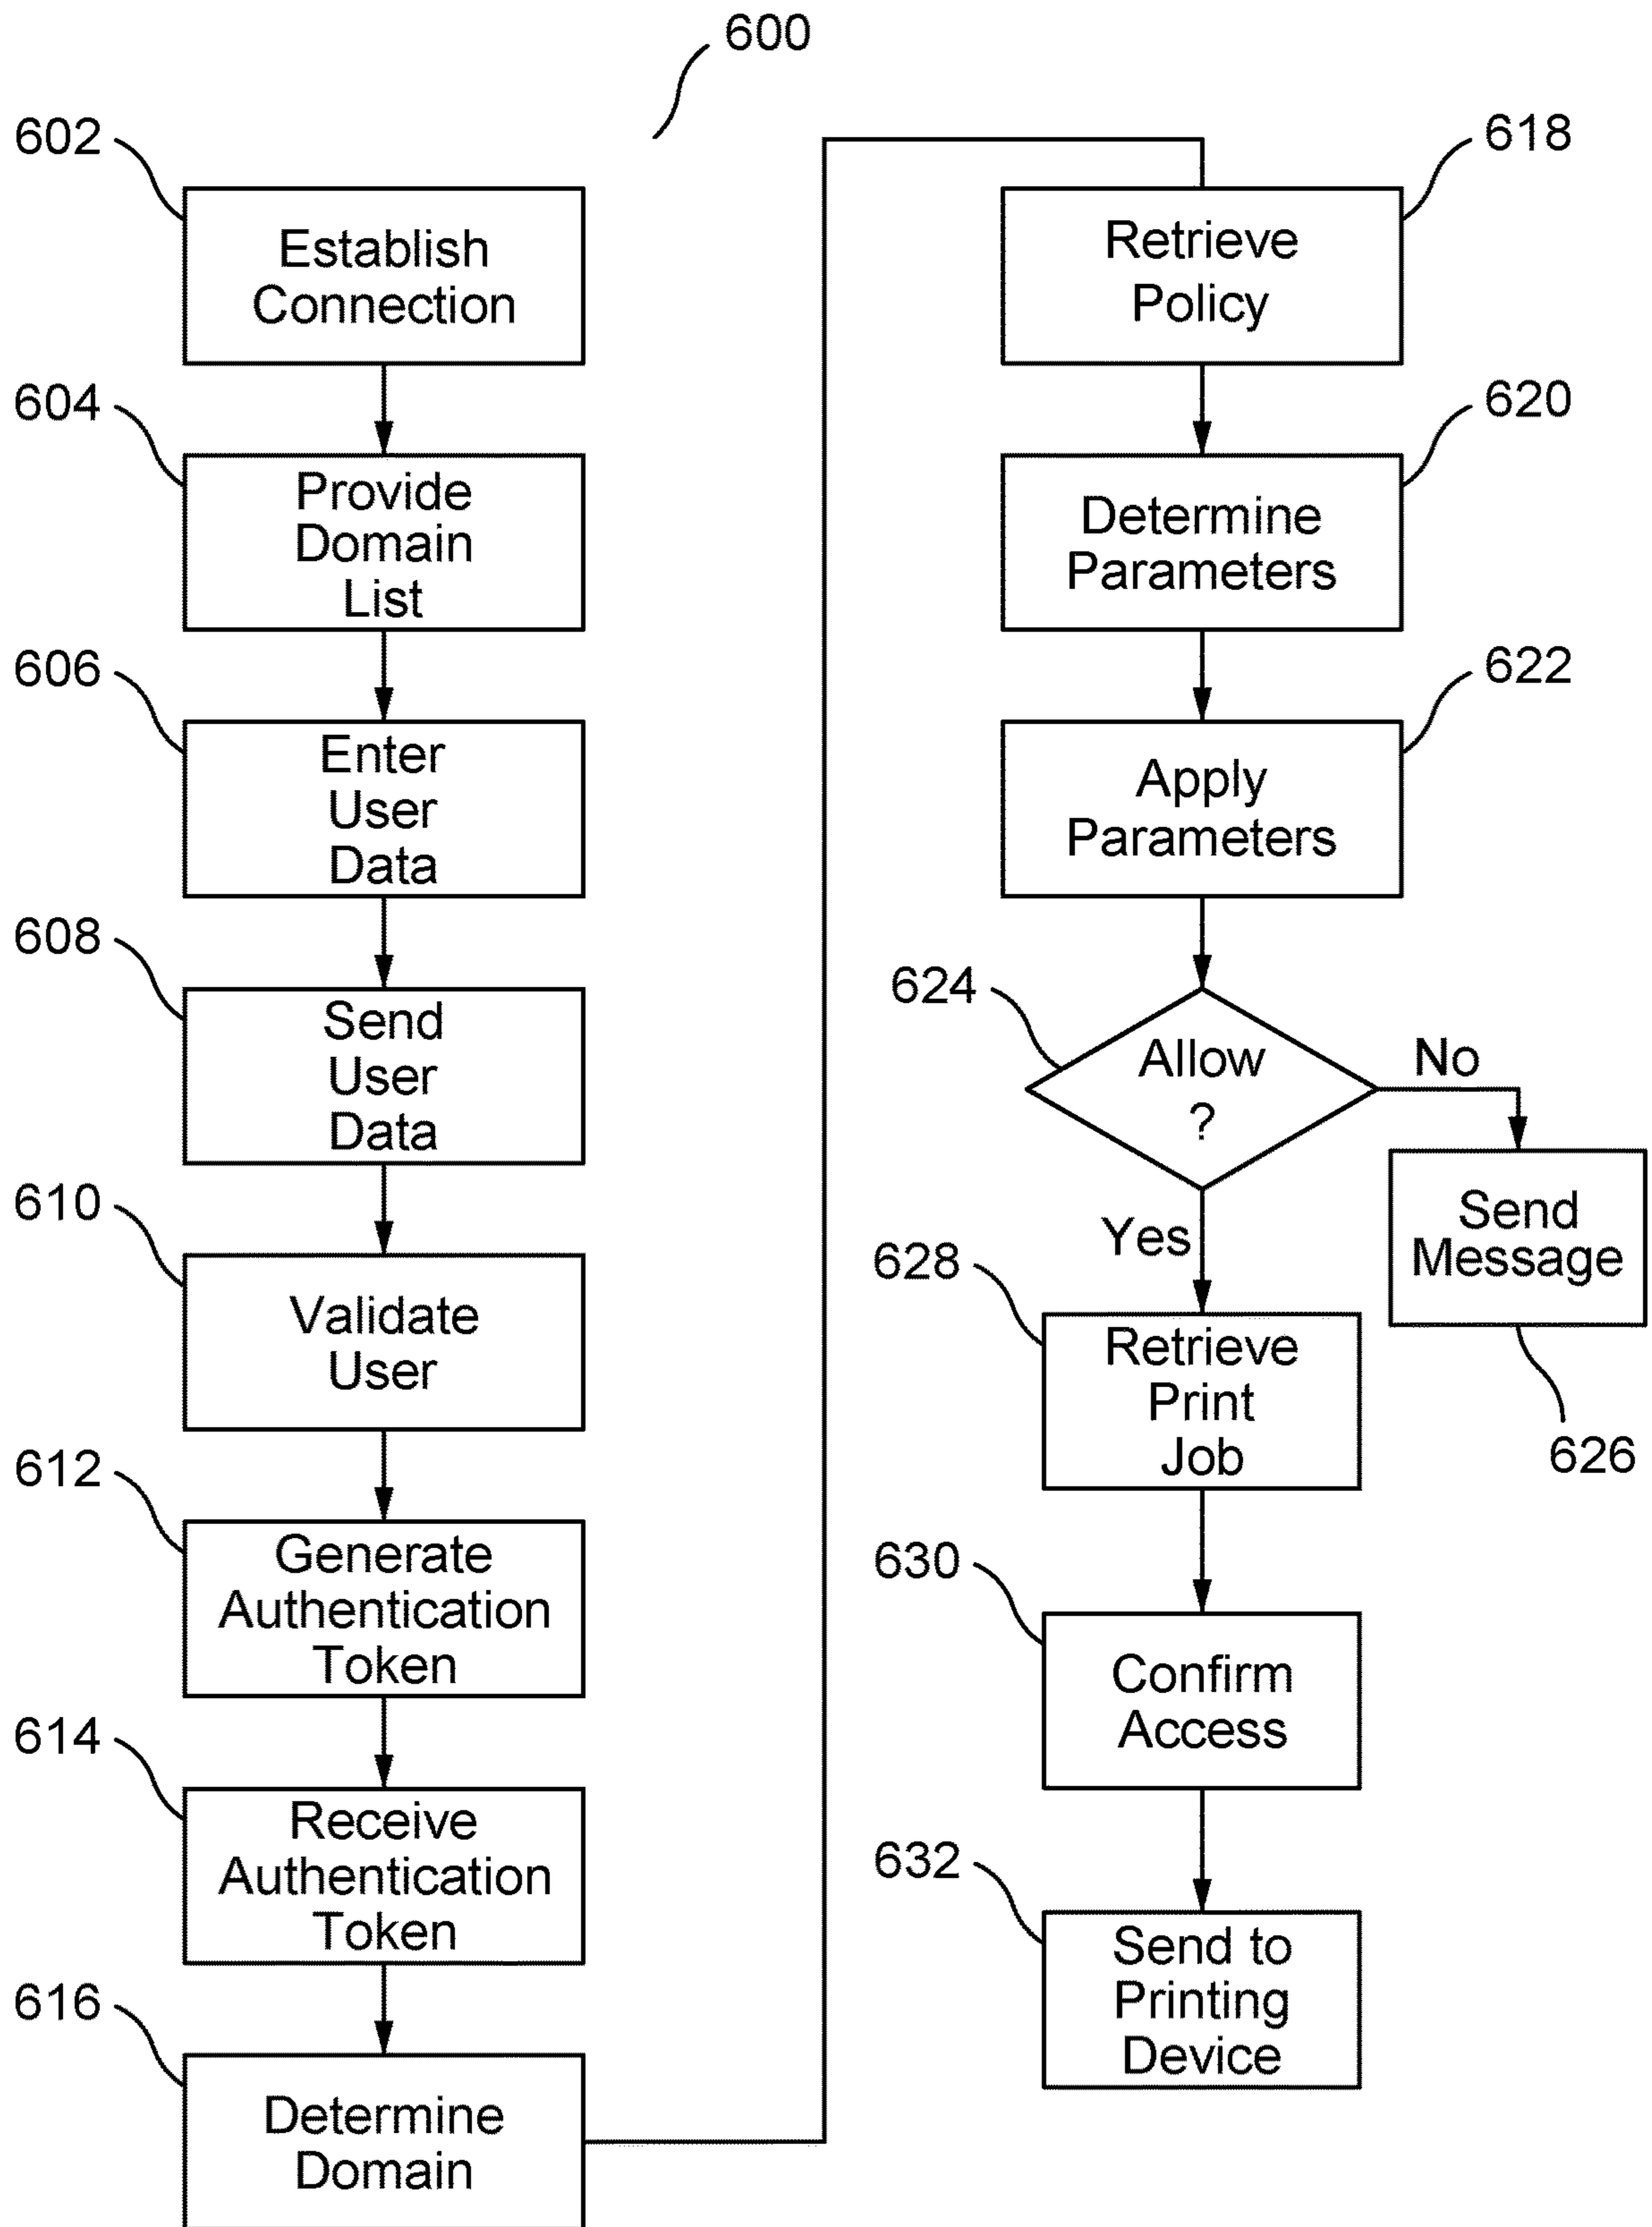 600
602
Establish
Connection
604
Provide
Domain
List
606
Enter
User
Data
608
Send
User
Data
610
Validate
User
612
Generate
Authentication
Token
614
Receive
Authentication
Token
616
Determine
Domain
618
Retrieve
Policy
620
Determine
Parameters
622
Apply
Parameters
624
Allow
?
No
Send
Message
626
Yes
628
Retrieve
Print
Job
630
Confirm
Access
632
Send to
Printing
Device